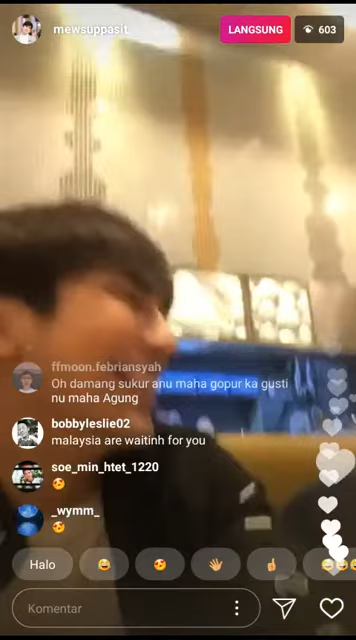 mewsuppasit
LANGSUNG
603
ffmoon.febriansyah
Oh damang sukur anu maha gopur ka gusti
nu maha Agung
bobbyleslie02
malaysia are waitinh for you
soe_min_htet_1220
_wymm_
Halo
Komentar